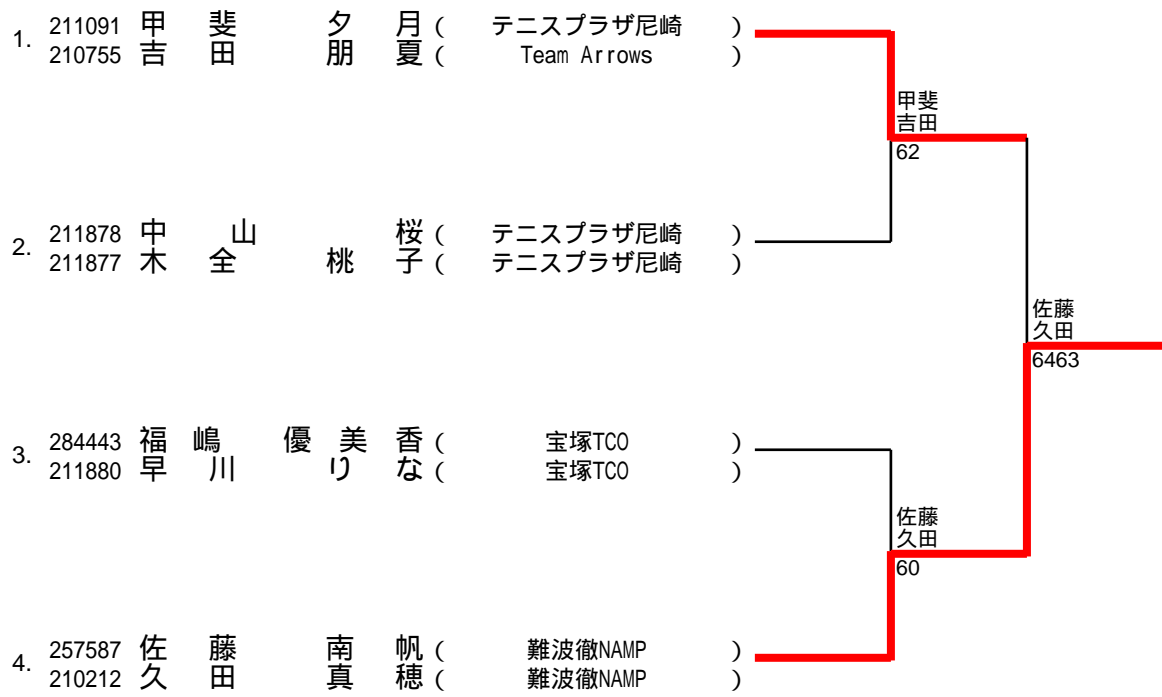 1. 211091 甲斐 夕月 ( テニスプラザ尼崎 )
210755 吉田 朋夏 ( Team Arrows )
甲斐
吉田
62
2. 211878 中山 桜 ( テニスプラザ尼崎 )
211877 木全 桃子 ( テニスプラザ尼崎 )
佐藤
久田
6463
3. 284443 福嶋 優美香 ( 宝塚TCO )
211880 早川 りな ( 宝塚TCO )
佐藤
久田
60
4. 257587 佐藤 南帆 ( 難波徹NAMP )
210212 久田 真穂 ( 難波徹NAMP )